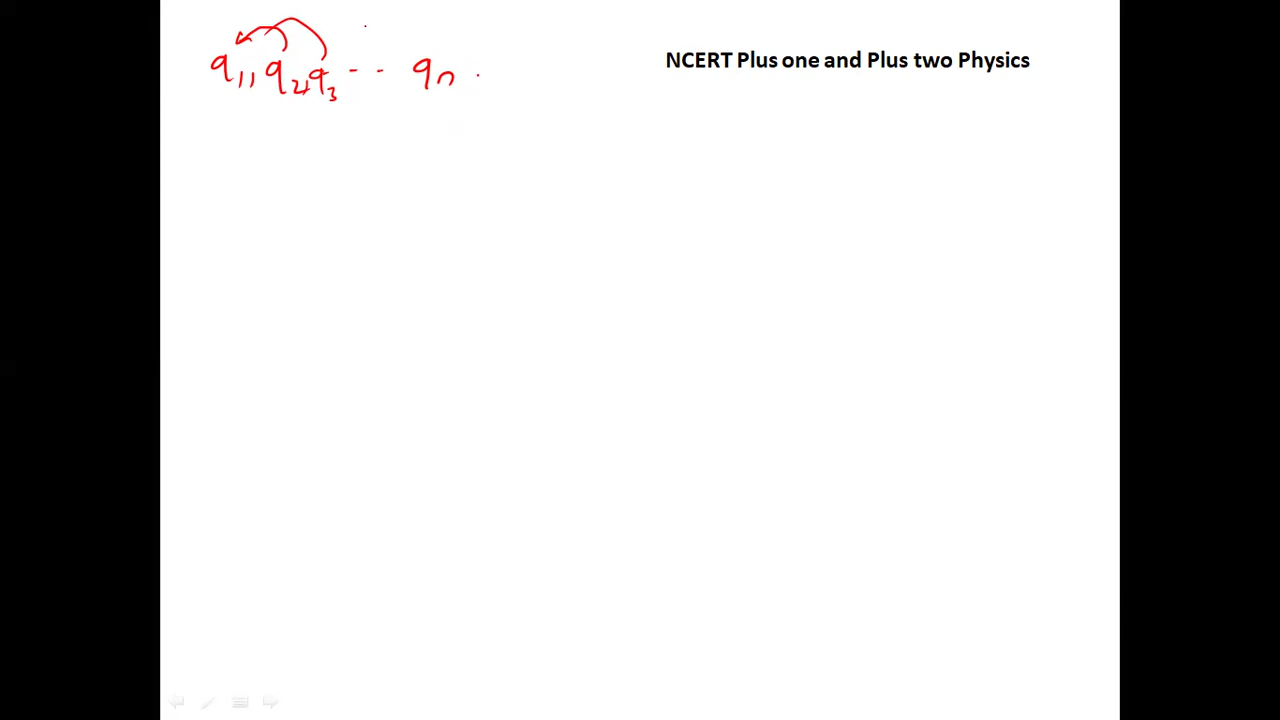 q₁, q₂, q₃ -- qₙ
NCERT Plus one and Plus two Physics